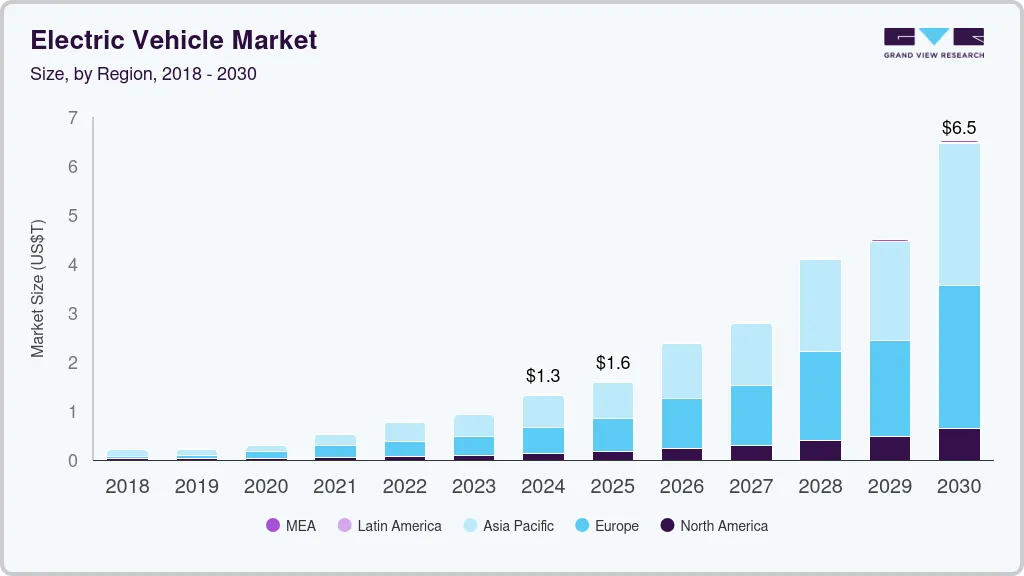 Electric Vehicle Market
Size, by Region, 2018 - 2030
GRAND VIEW RESEARCH
Market Size (US$T)
7
6
5
4
3
2
1
0
$1.3
$1.6
$6.5
2018 2019 2020 2021 2022 2023 2024 2025 2026 2027 2028 2029 2030
MEA Latin America Asia Pacific Europe North America